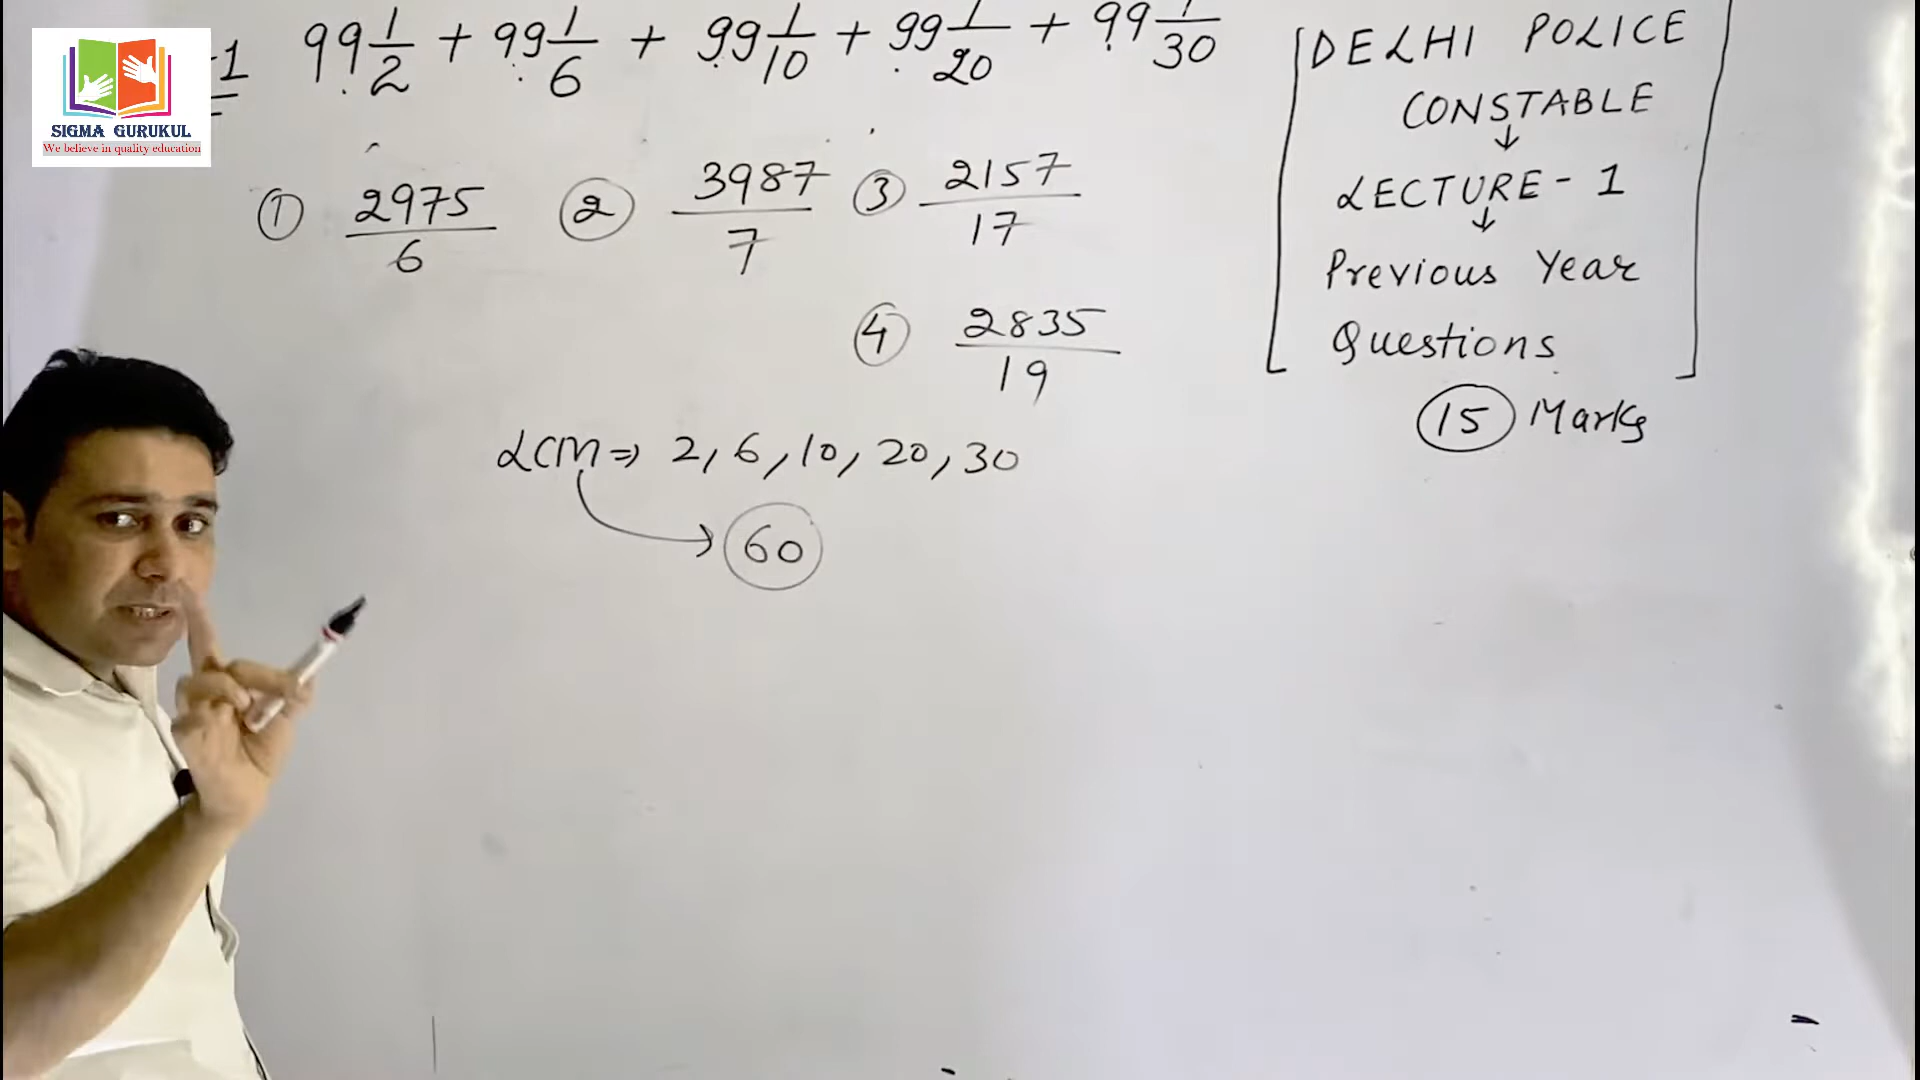 -1 99 1/2 + 99 1/6 + 99 1/10 + 99 1/20 + 99 1/30
① 2975/6 ② 3987/7 ③ 2157/17
④ 2835/19
LCM ⇒ 2, 6, 10, 20, 30
60
DELHI POLICE
CONSTABLE
↓
LECTURE - 1
↓
Previous Year
Questions
15 Marks
SIGMA GURUKUL
We believe in quality education